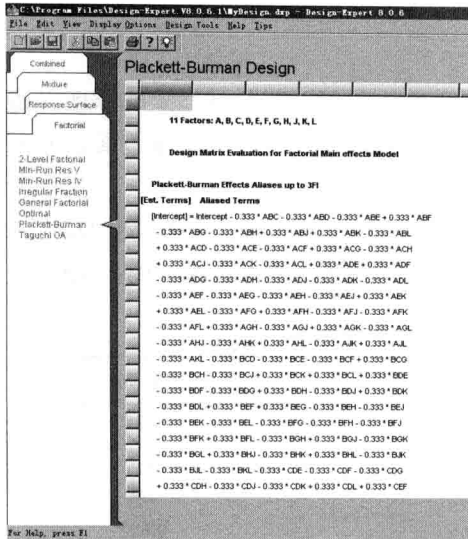 C:\Program Files\Design-Expert V8.0.6.1\MyDesign.dxp - Design-Expert 8.0.6
File Edit View Display Options Design Tools Help Tips
Combined
Mixture
Response Surface
Factorial
2-Level Factorial
Min-Run Res V
Min-Run Res IV
Irregular Fraction
General Factorial
Optimal
Plackett-Burman
Taguchi OA
Plackett-Burman Design
11 Factors: A, B, C, D, E, F, G, H, J, K, L
Design Matrix Evaluation for Factorial Main effects Model
Plackett-Burman Effects Aliases up to 3FI
[Est. Terms] Aliased Terms
[Intercept] = Intercept - 0.333 * ABC - 0.333 * ABD - 0.333 * ABE + 0.333 * ABF
- 0.333 * ABG - 0.333 * ABH + 0.333 * ABJ + 0.333 * ABK - 0.333 * ABL
+ 0.333 * ACD - 0.333 * ACE - 0.333 * ACF + 0.333 * ACG - 0.333 * ACH
+ 0.333 * ACJ - 0.333 * ACK - 0.333 * ACL + 0.333 * ADE + 0.333 * ADF
- 0.333 * ADG - 0.333 * ADH - 0.333 * ADJ - 0.333 * ADK - 0.333 * ADL
- 0.333 * AEF - 0.333 * AEG - 0.333 * AEH - 0.333 * AEJ + 0.333 * AEK
+ 0.333 * AEL - 0.333 * AFG + 0.333 * AFH - 0.333 * AFJ - 0.333 * AFK
- 0.333 * AFL + 0.333 * AGH - 0.333 * AGJ + 0.333 * AGK - 0.333 * AGL
- 0.333 * AHJ - 0.333 * AHK + 0.333 * AHL - 0.333 * AJK + 0.333 * AJL
- 0.333 * AKL - 0.333 * BCD - 0.333 * BCE - 0.333 * BCF + 0.333 * BCG
- 0.333 * BCH - 0.333 * BCJ + 0.333 * BCK + 0.333 * BCL + 0.333 * BDE
- 0.333 * BDF - 0.333 * BDG + 0.333 * BDH - 0.333 * BDJ + 0.333 * BDK
- 0.333 * BDL + 0.333 * BEF + 0.333 * BEG - 0.333 * BEH - 0.333 * BEJ
- 0.333 * BEK - 0.333 * BEL - 0.333 * BFG - 0.333 * BFH - 0.333 * BFJ
- 0.333 * BFK + 0.333 * BFL - 0.333 * BGH + 0.333 * BGJ - 0.333 * BGK
- 0.333 * BGL + 0.333 * BHJ - 0.333 * BHK + 0.333 * BHL - 0.333 * BJK
- 0.333 * BJL - 0.333 * BKL - 0.333 * CDE - 0.333 * CDF - 0.333 * CDG
+ 0.333 * CDH - 0.333 * CDJ - 0.333 * CDK + 0.333 * CDL + 0.333 * CEF
For Help, press F1